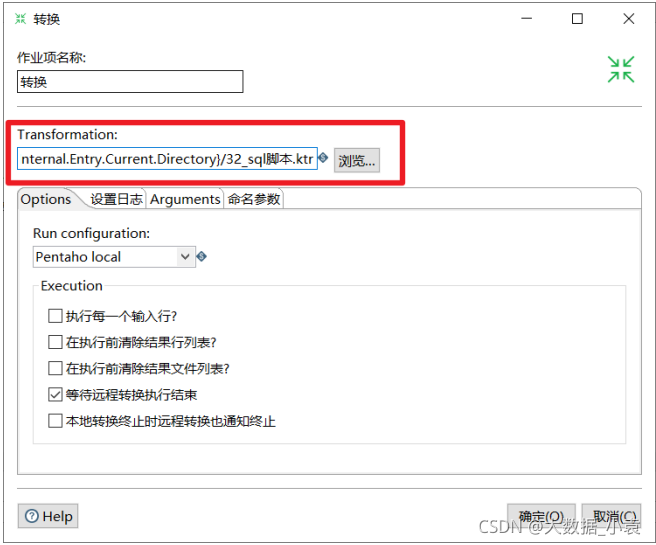 转换
作业项名称:
转换
Transformation:
nternal.Entry.Current.Directory}/32_sql脚本.ktr
浏览...
Options 设置日志 Arguments 命名参数
Run configuration:
Pentaho local
Execution
执行每一个输入行?
在执行前清除结果行列表?
在执行前清除结果文件列表?
等待远程转换执行结束
本地转换终止时远程转换也通知终止
Help 确定(O) 取消(C)
CSDN @大数据_小袁